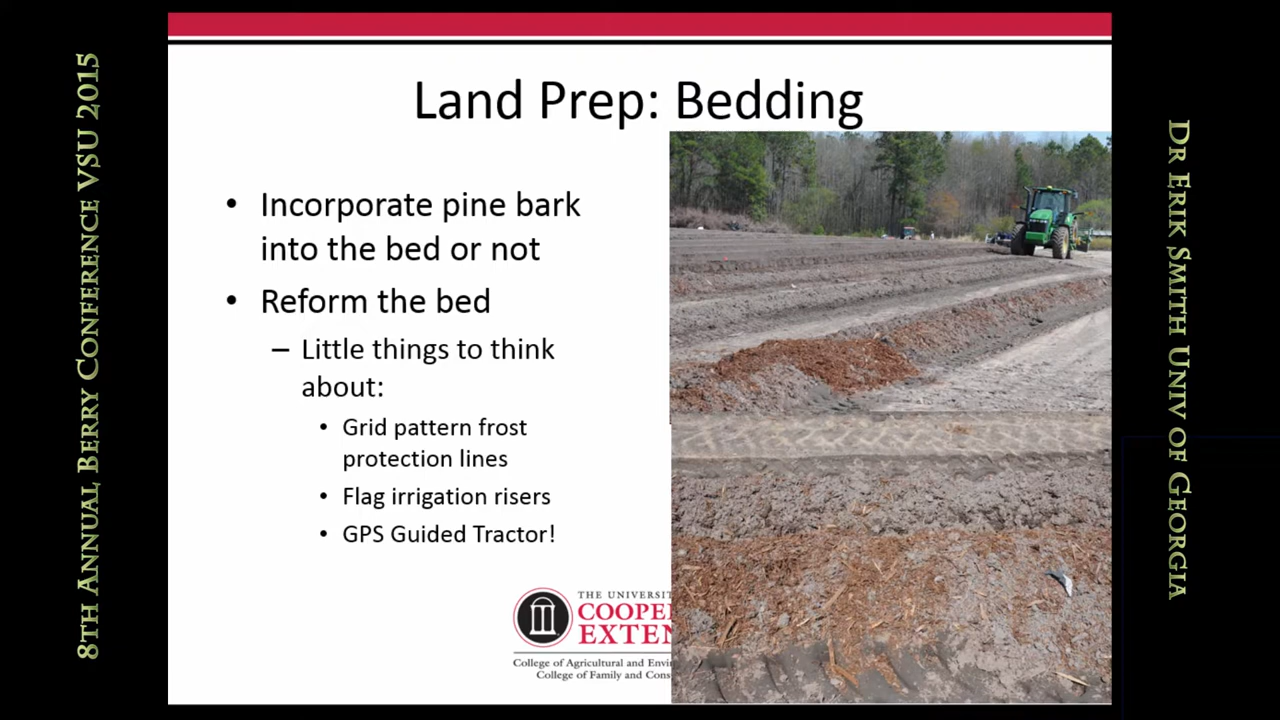 8TH ANNUAL BERRY CONFERENCE VSU 2015
Land Prep: Bedding
• Incorporate pine bark
into the bed or not
• Reform the bed
– Little things to think
about:
• Grid pattern frost
protection lines
• Flag irrigation risers
• GPS Guided Tractor!
THE UNIVERSIT
COOPE
EXTEN
College of Agricultural and Envi
College of Family and Cons
DR ERIK SMITH UNIV OF GEORGIA